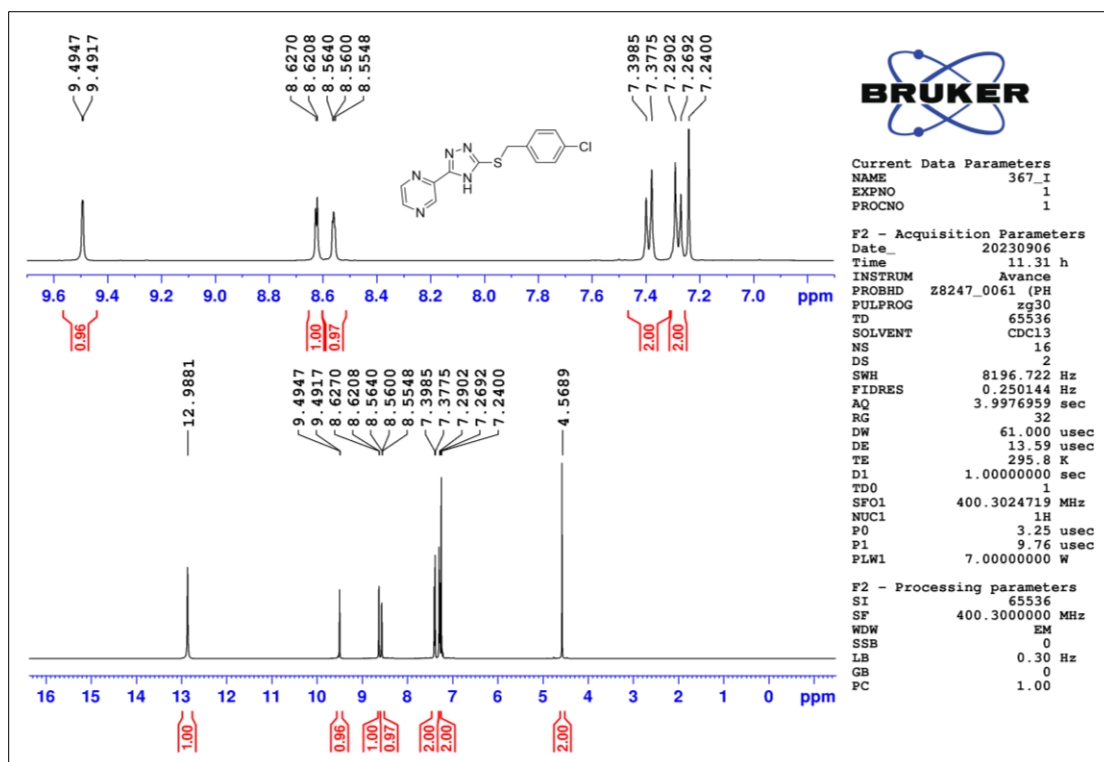 9.4947
9.4917
8.6270
8.6208
8.5640
8.5600
8.5548
7.3985
7.3775
7.2902
7.2692
7.2400
N
N
N
H
S
Cl
N
N
9.6 9.4 9.2 9.0 8.8 8.6 8.4 8.2 8.0 7.8 7.6 7.4 7.2 7.0 ppm
0.96
1.00
0.97
2.00
2.00
12.9881
9.4947
9.4917
8.6270
8.6208
8.5640
8.5600
8.5548
7.3985
7.3775
7.2902
7.2692
7.2400
4.5689
16 15 14 13 12 11 10 9 8 7 6 5 4 3 2 1 0 ppm
1.00
0.96
1.00
0.97
2.00
2.00
2.00
BRUKER
Current Data Parameters
NAME 367_I
EXPNO 1
PROCNO 1
F2 - Acquisition Parameters
Date_ 20230906
Time 11.31 h
INSTRUM Avance
PROBHD Z8247_0061 (PH
PULPROG zg30
TD 65536
SOLVENT CDCl3
NS 16
DS 2
SWH 8196.722 Hz
FIDRES 0.250144 Hz
AQ 3.9976959 sec
RG 32
DW 61.000 usec
DE 13.59 usec
TE 295.8 K
D1 1.00000000 sec
TD0 1
SFO1 400.3024719 MHz
NUC1 1H
P0 3.25 usec
P1 9.76 usec
PLW1 7.00000000 W
F2 - Processing parameters
SI 65536
SF 400.3000000 MHz
WDW EM
SSB 0
LB 0.30 Hz
GB 0
PC 1.00